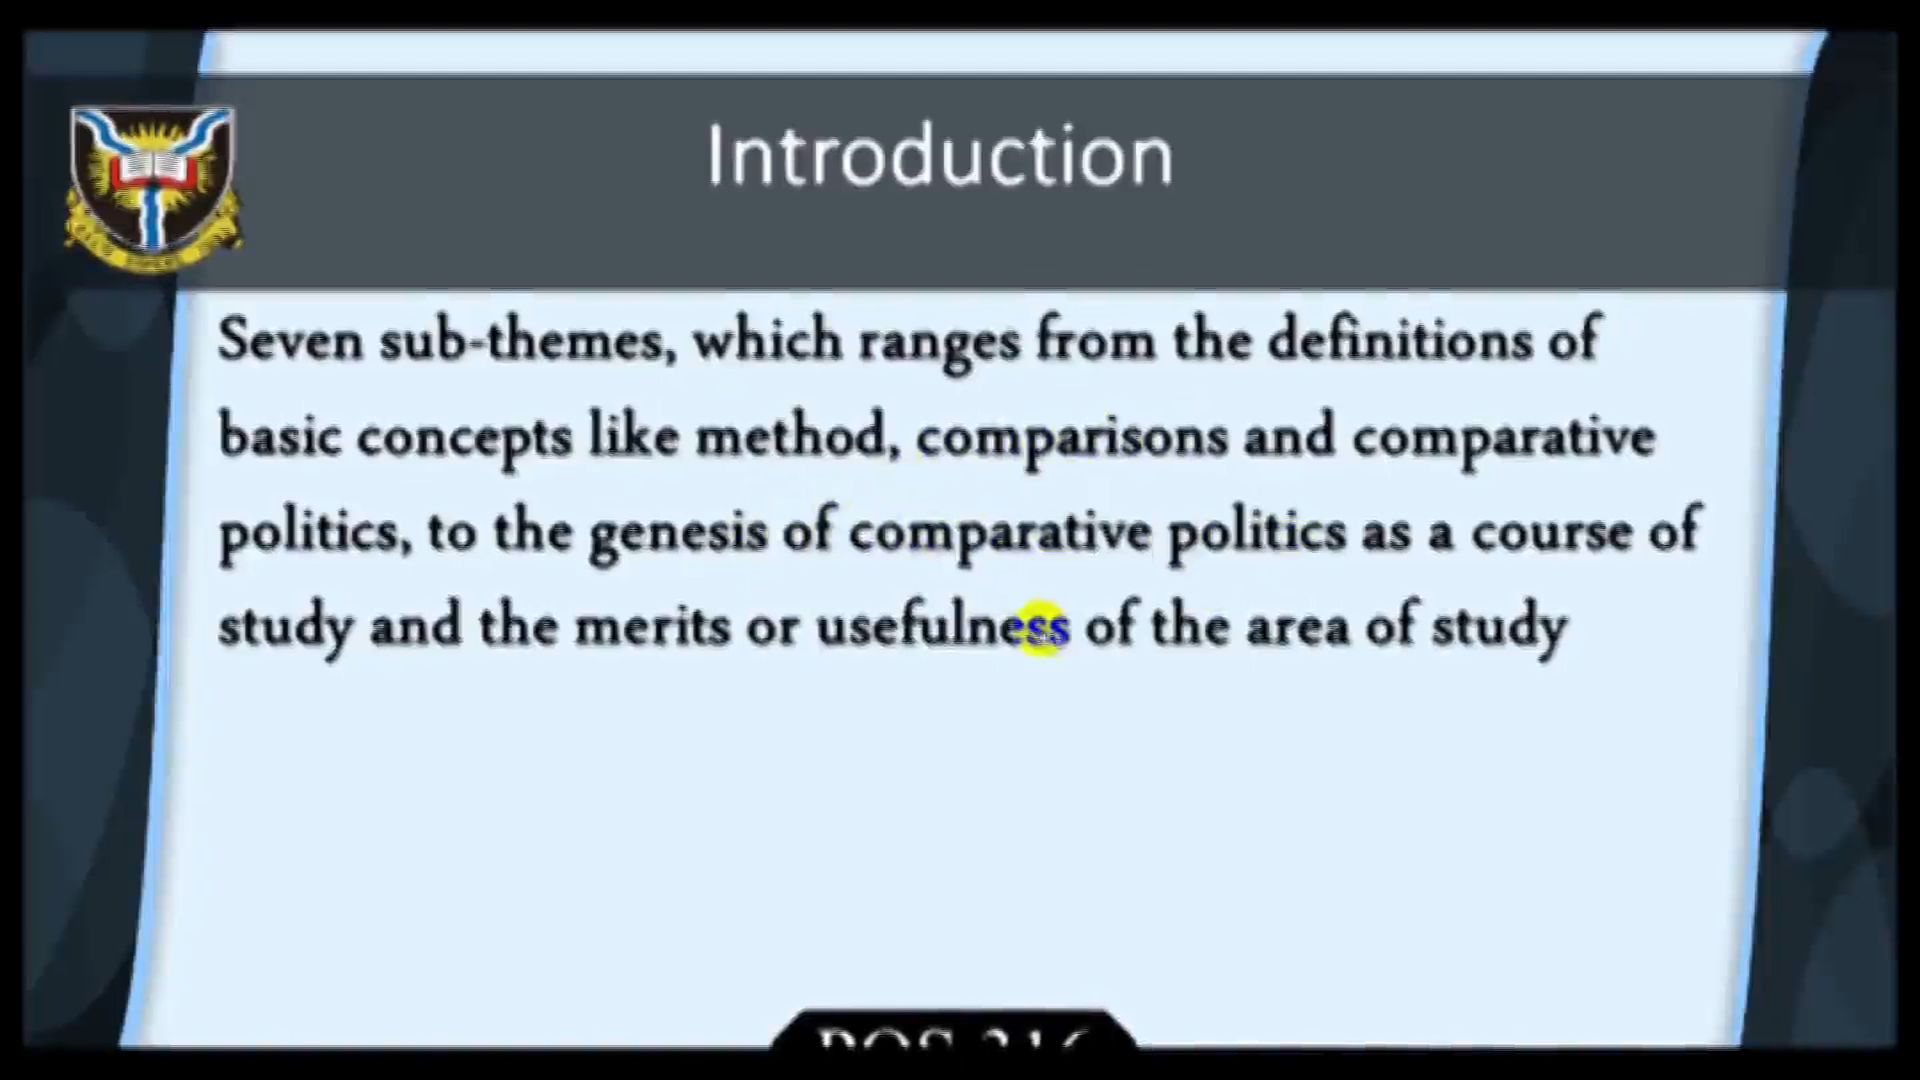 Introduction
Seven sub-themes, which ranges from the definitions of
basic concepts like method, comparisons and comparative
politics, to the genesis of comparative politics as a course of
study and the merits or usefulness of the area of study
POS 216